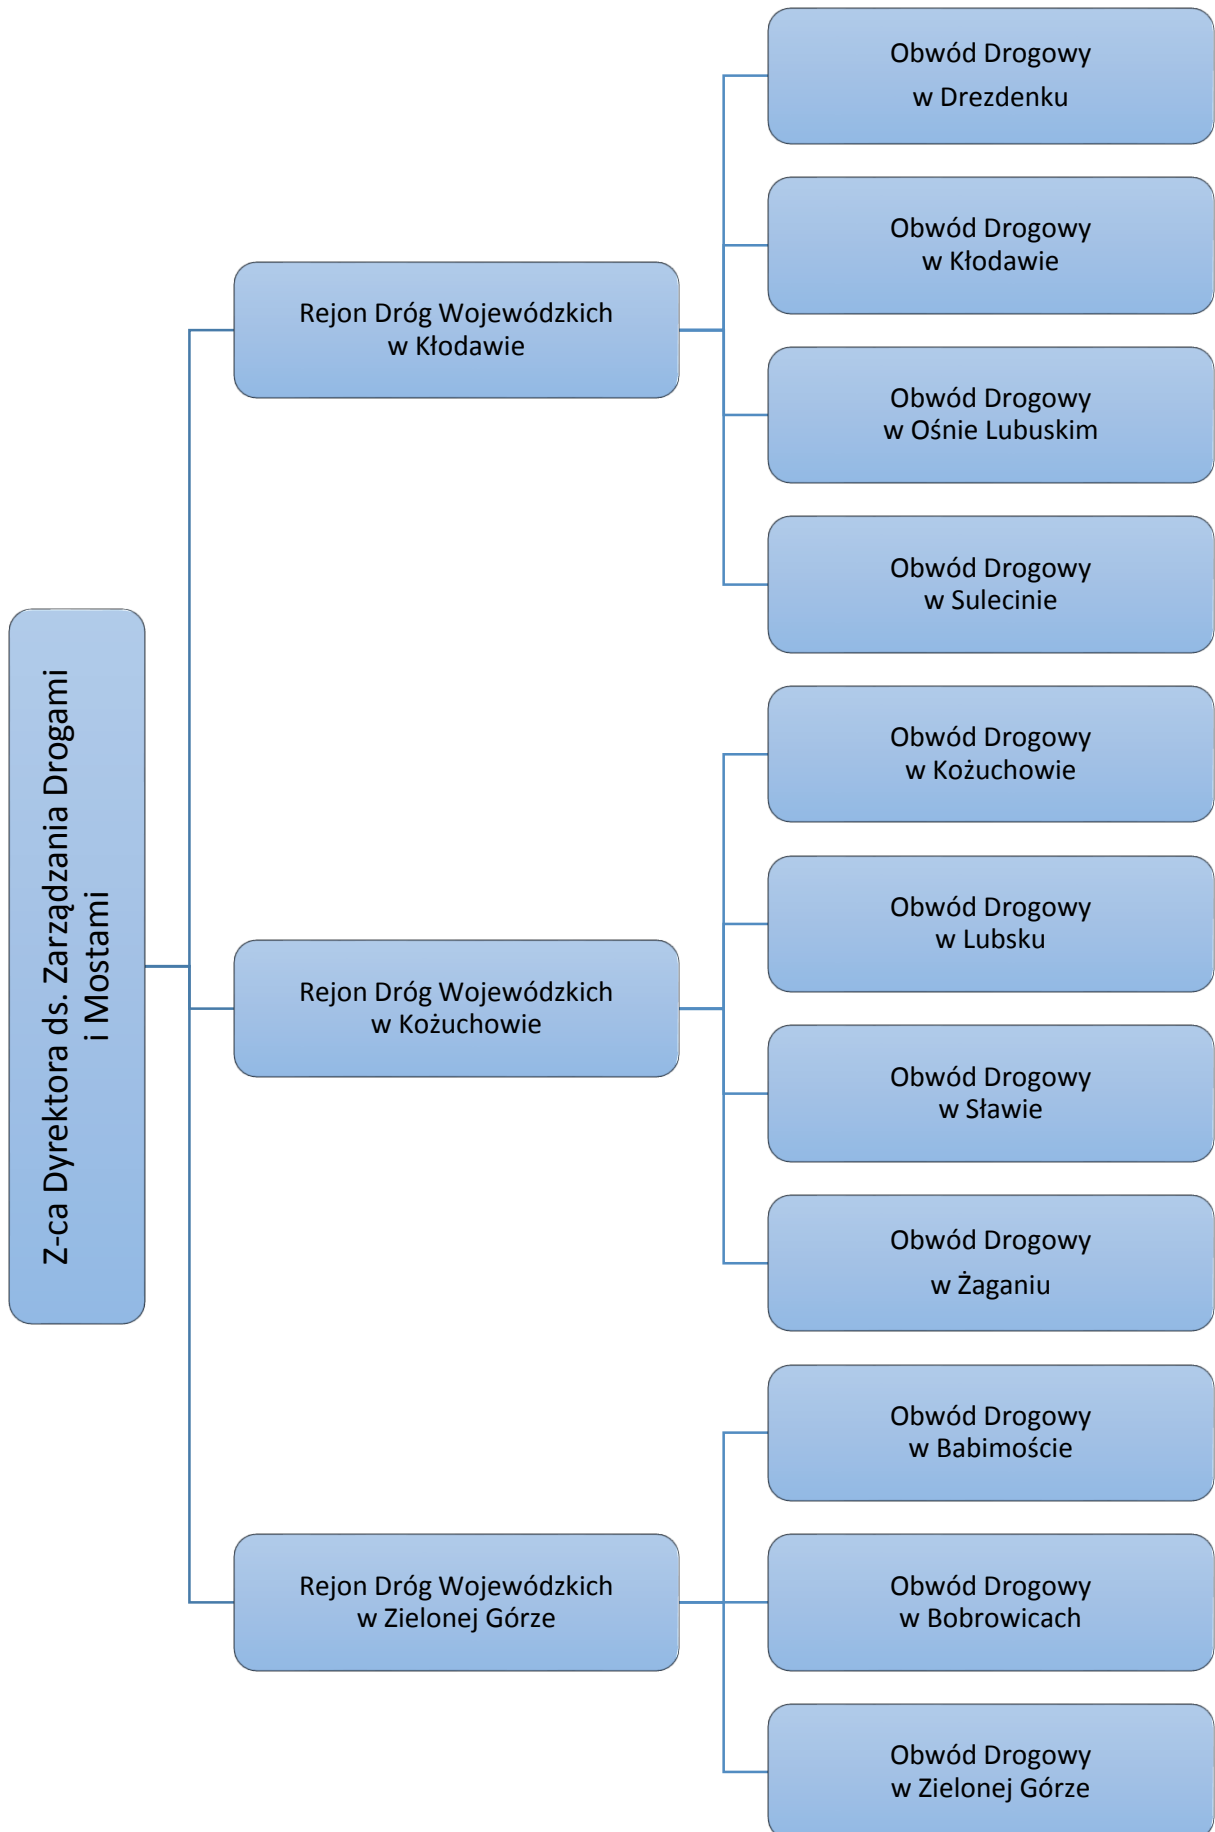 Z-ca Dyrektora ds. Zarządzania Drogami
i Mostami
Rejon Dróg Wojewódzkich
w Kłodawie
Obwód Drogowy
w Drezdenku
Obwód Drogowy
w Kłodawie
Obwód Drogowy
w Ośnie Lubuskim
Obwód Drogowy
w Sulecinie
Rejon Dróg Wojewódzkich
w Kożuchowie
Obwód Drogowy
w Kożuchowie
Obwód Drogowy
w Lubsku
Obwód Drogowy
w Sławie
Obwód Drogowy
w Żaganiu
Rejon Dróg Wojewódzkich
w Zielonej Górze
Obwód Drogowy
w Babimoście
Obwód Drogowy
w Bobrowicach
Obwód Drogowy
w Zielonej Górze